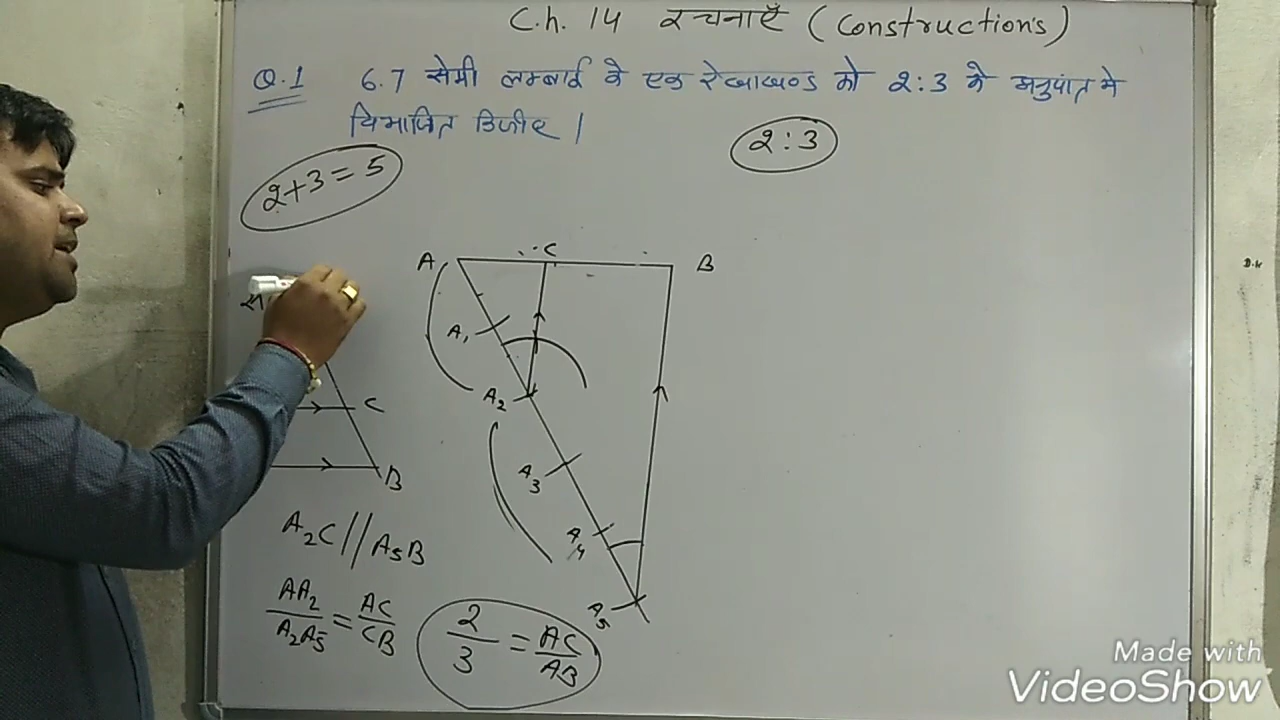 Ch. 14 रचनाएँ (Constructions)
Q.1 6.7 सेमी लम्बाई के एक रेखाखण्ड को 2:3 के अनुपात मे
विभाजित किजीए |
2:3
2+3=5
A C B
A₁
A₂
A₃
A₄
A₅
C
B
A₂C//A₅B
AA₂/A₂A₅ = AC/CB
2/3 = AC/AB
Made with
VideoShow